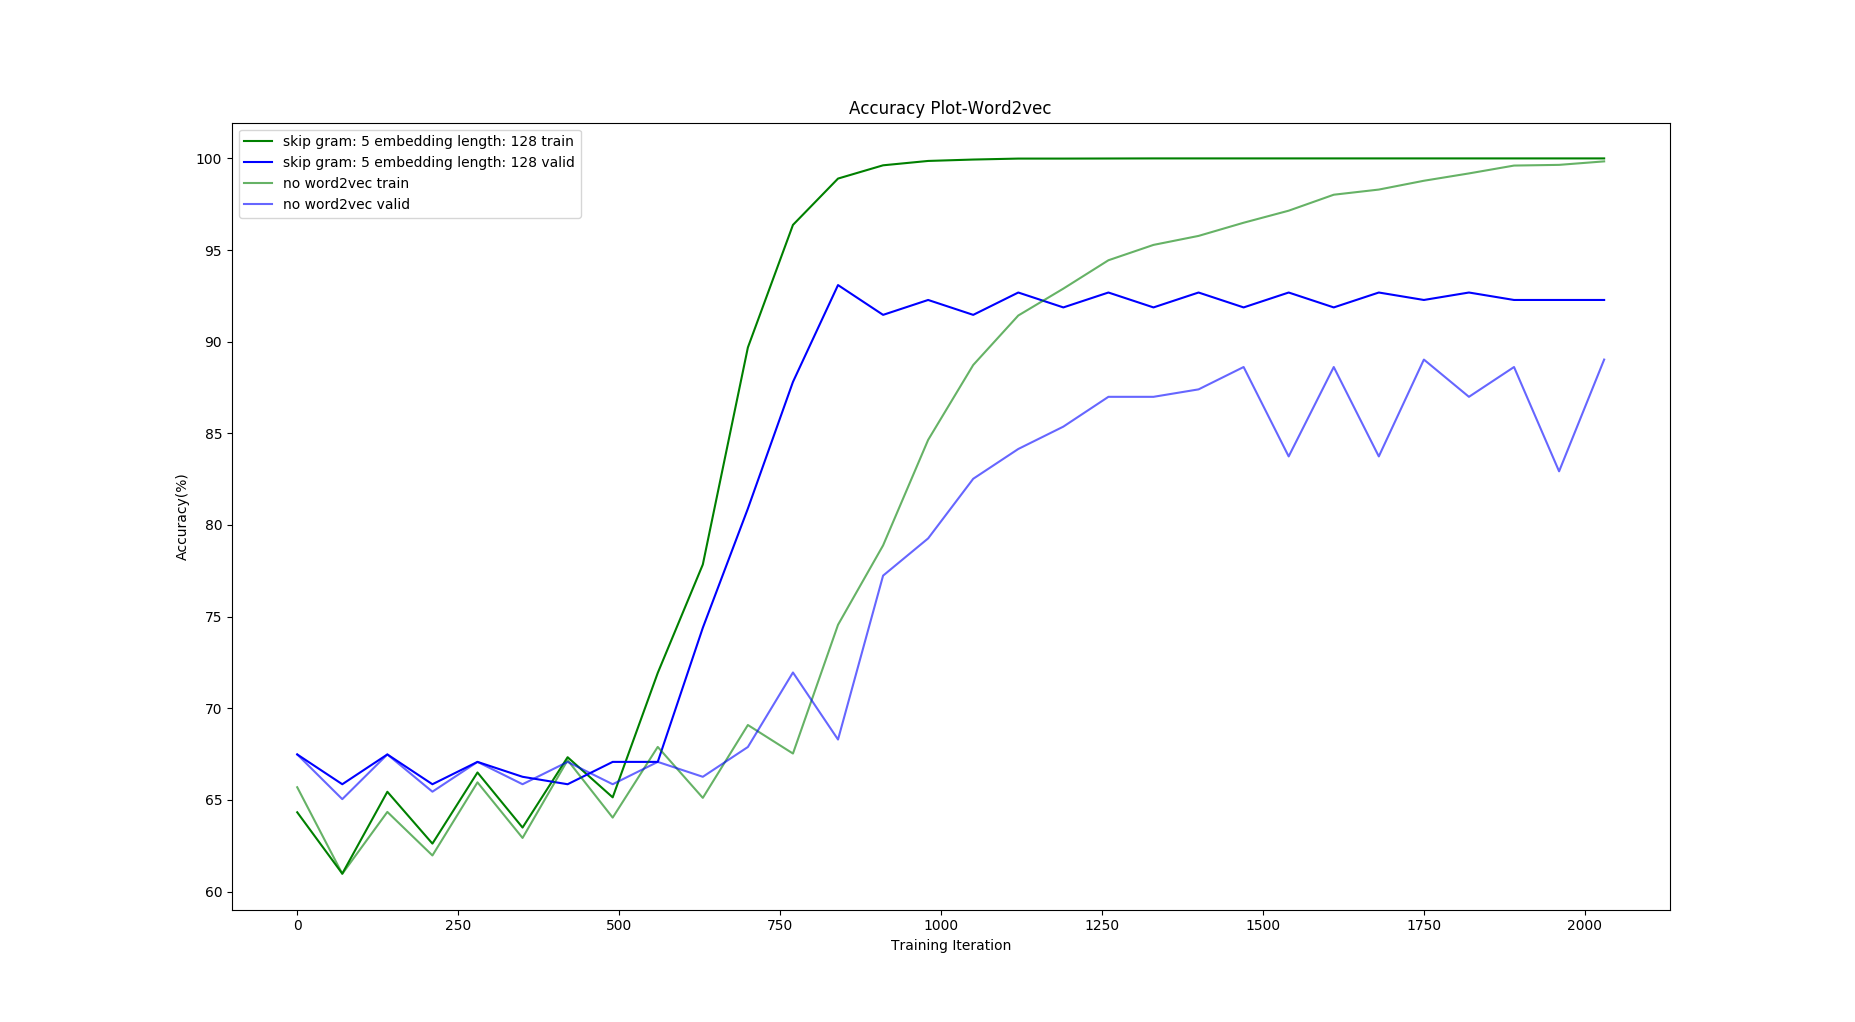 Accuracy Plot-Word2vec
skip gram: 5 embedding length: 128 train
skip gram: 5 embedding length: 128 valid
no word2vec train
no word2vec valid
100
95
90
85
80
75
70
65
60
Accuracy(%)
0 250 500 750 1000 1250 1500 1750 2000
Training Iteration